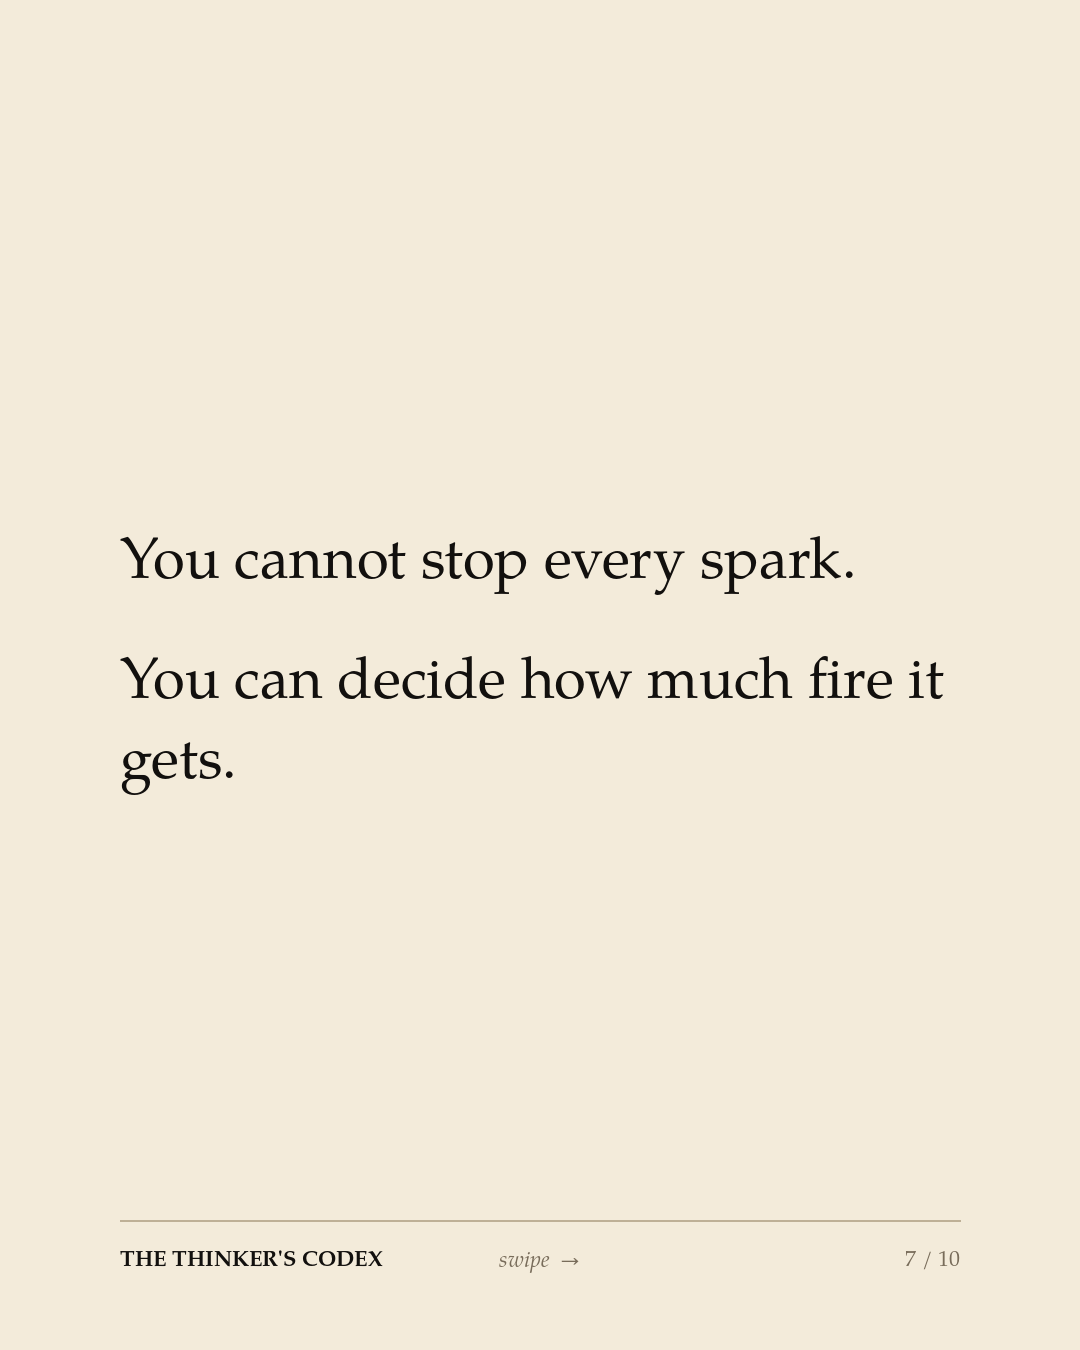 You cannot stop every spark.
You can decide how much fire it
gets.
THE THINKER'S CODEX swipe → 7 / 10